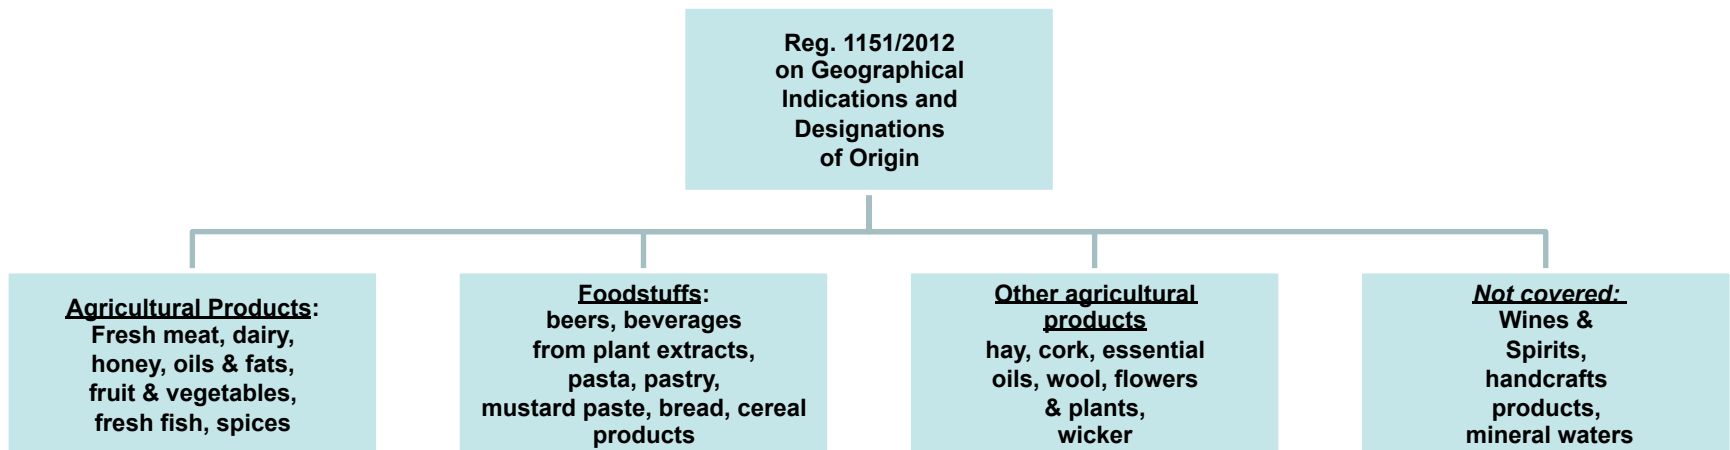 Reg. 1151/2012
on Geographical
Indications and
Designations
of Origin
Agricultural Products:
Fresh meat, dairy,
honey, oils & fats,
fruit & vegetables,
fresh fish, spices
Foodstuffs:
beers, beverages
from plant extracts,
pasta, pastry,
mustard paste, bread, cereal
products
Other agricultural
products
hay, cork, essential
oils, wool, flowers
& plants,
wicker
Not covered:
Wines &
Spirits,
handcrafts
products,
mineral waters